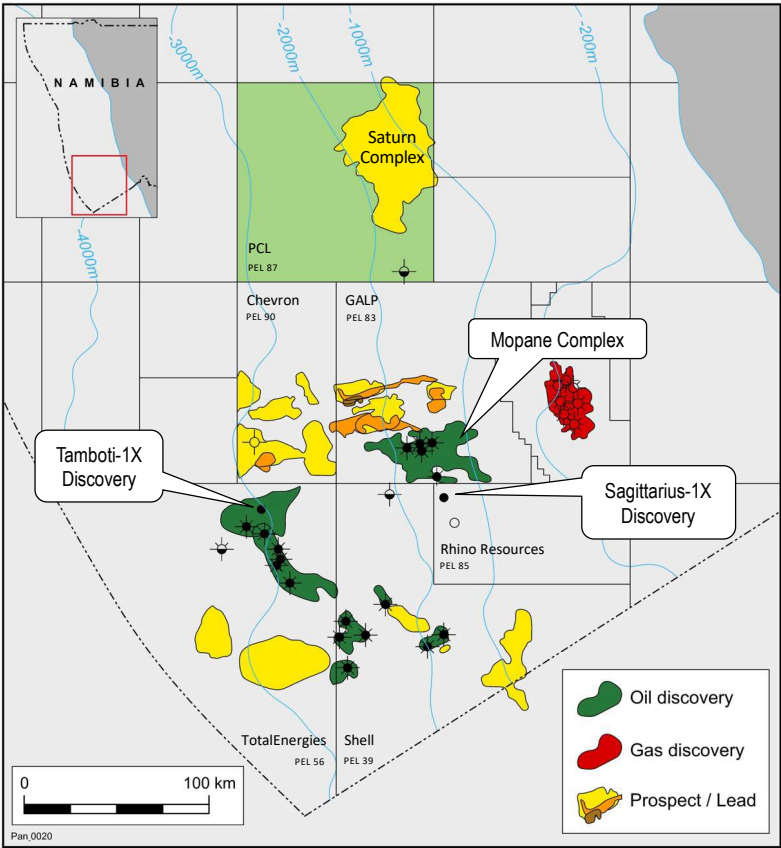 -3000m
-2000m
-1000m
-200m
NAMIBIA
Saturn
Complex
-4000m
PCL
PEL 87
Chevron
PEL 90
GALP
PEL 83
Mopane Complex
Tamboti-1X
Discovery
Sagittarius-1X
Discovery
Rhino Resources
PEL 85
TotalEnergies
PEL 56
Shell
PEL 39
Oil discovery
Gas discovery
Prospect / Lead
0 100 km
Pan_0020